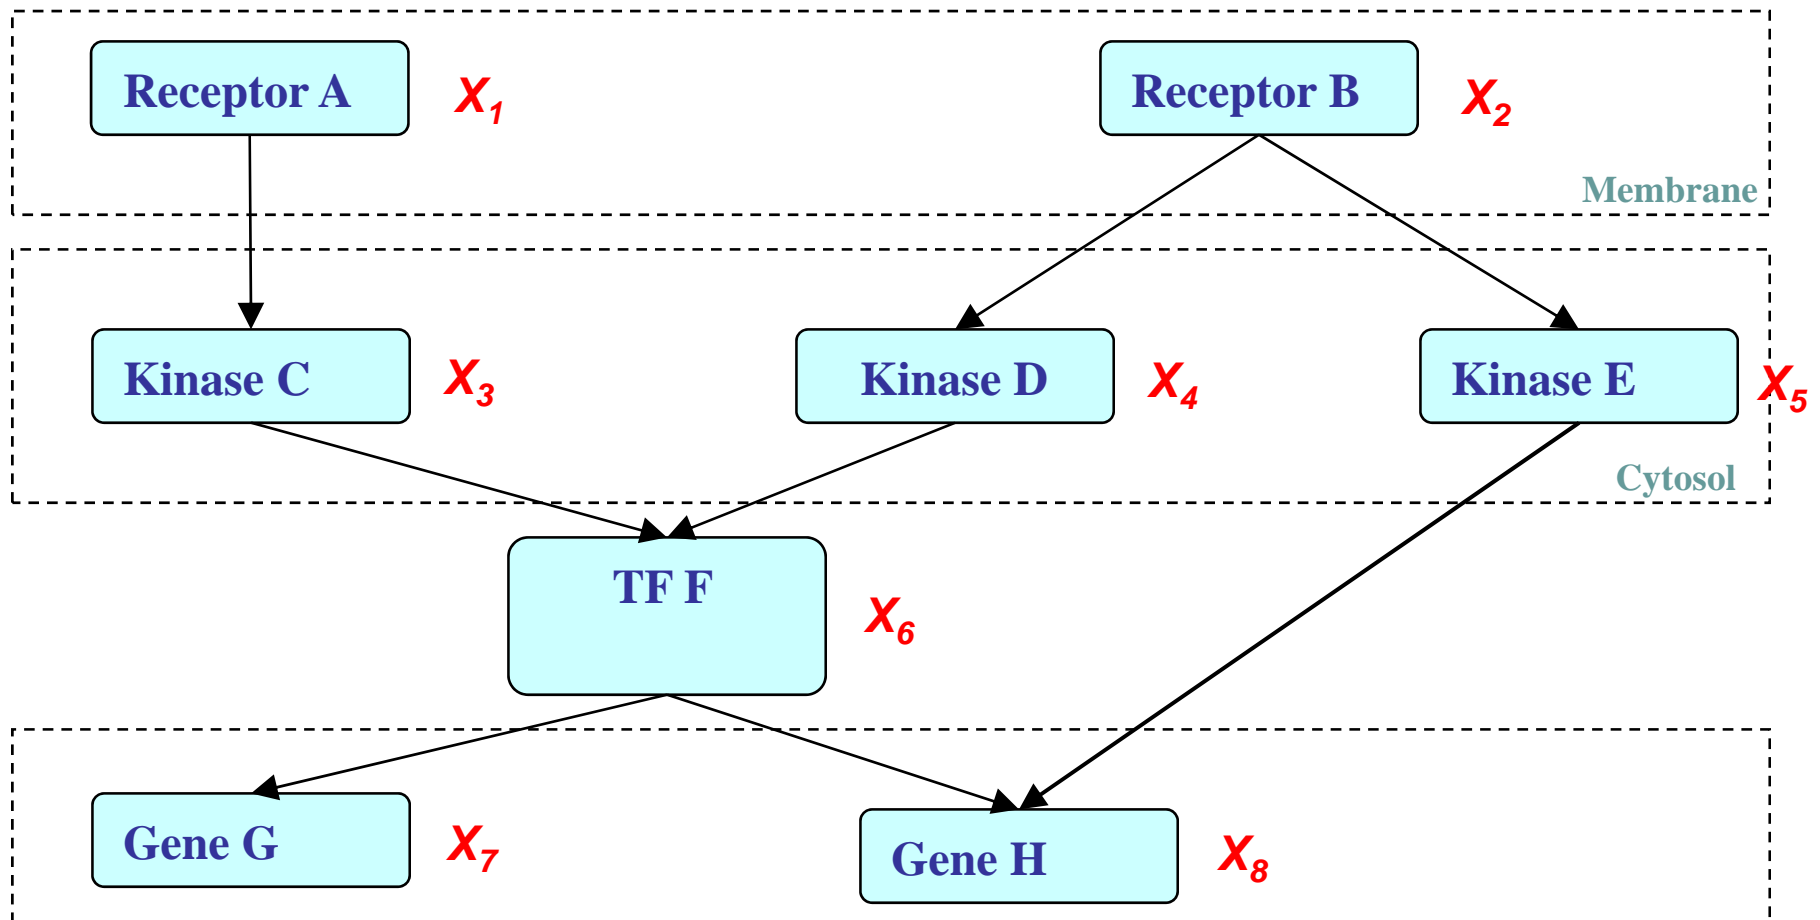 Receptor A
X1
Receptor B
X2
Membrane
Kinase C
X3
Kinase D
X4
Kinase E
X5
Cytosol
TF F
X6
Gene G
X7
Gene H
X8